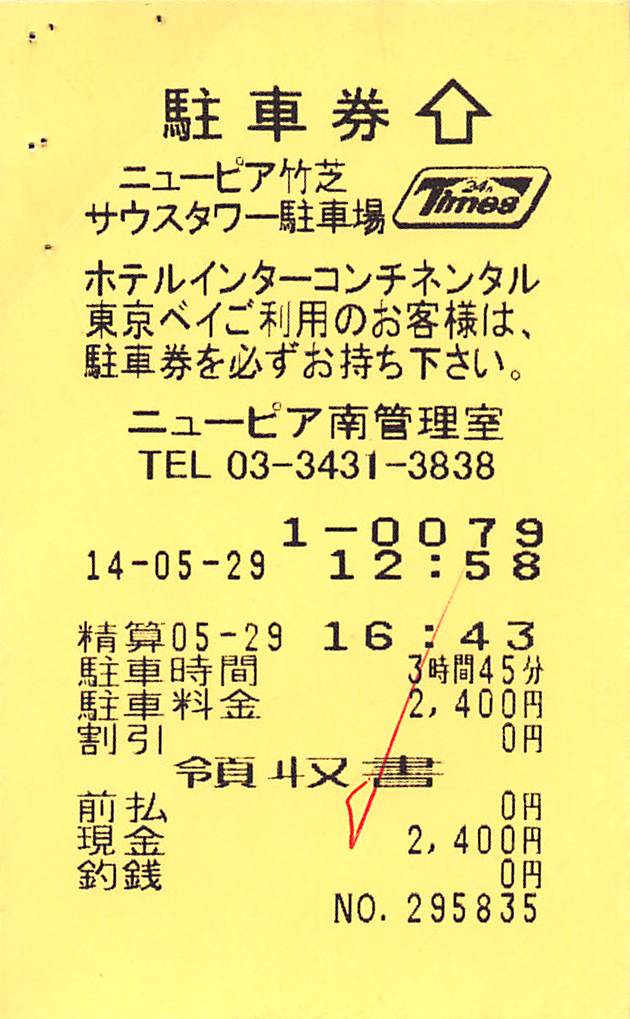 駐車券
ニューピア竹芝
サウスタワー駐車場
24h
Times
ホテルインターコンチネンタル
東京ベイご利用のお客様は、
駐車券を必ずお持ち下さい。
ニューピア南管理室
TEL 03-3431-3838
1-0079
14-05-29 12:58
精算05-29 16:43
駐車時間 3時間45分
駐車料金 2,400円
割引 0円
領収書
前払 0円
現金 2,400円
釣銭 0円
NO. 295835